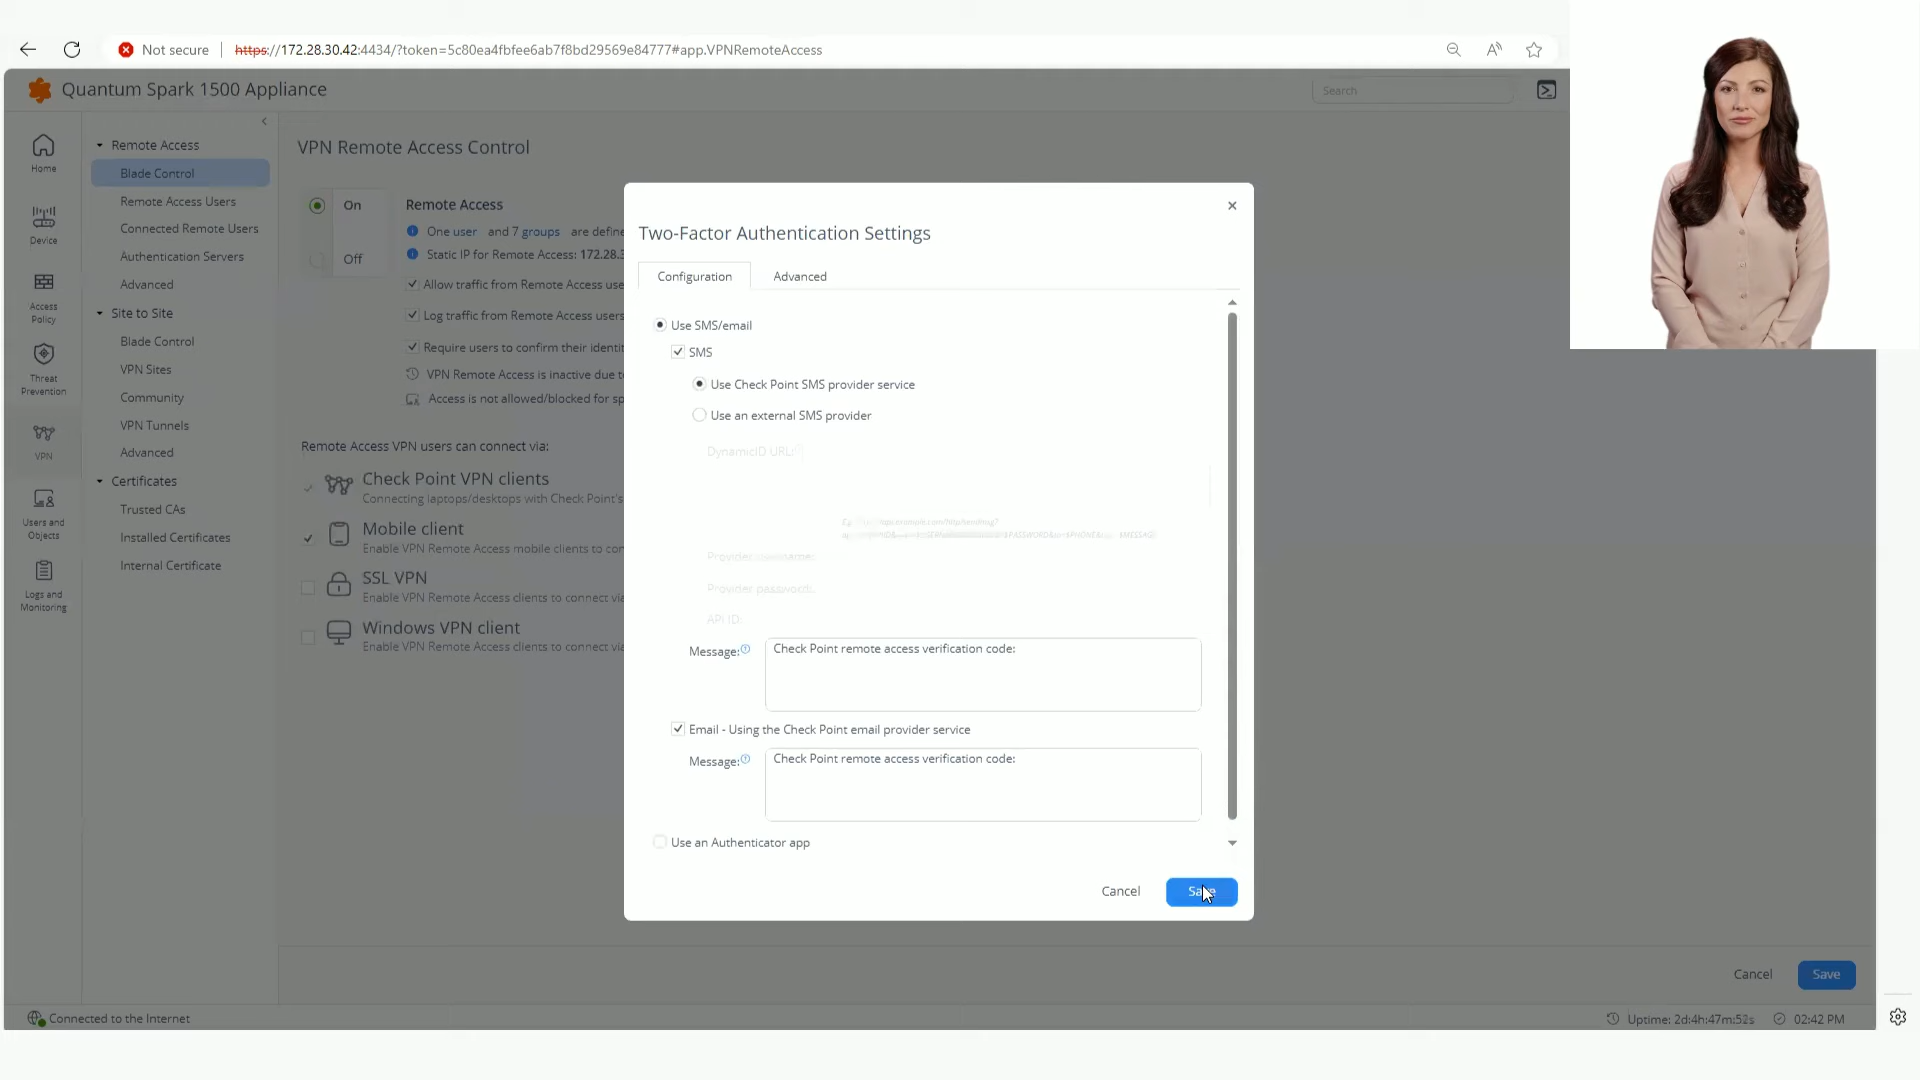 Not secure
https://172.28.30.42:4434/?token=5c80ea4fbfee6ab7f8bd29569e84777#app.VPNRemoteAccess
Quantum Spark 1500 Appliance
Search
Home
Device
Access
Policy
Threat
Prevention
VPN
Users and
Objects
Logs and
Monitoring
Remote Access
Blade Control
Remote Access Users
Connected Remote Users
Authentication Servers
Advanced
Site to Site
Blade Control
VPN Sites
Community
VPN Tunnels
Advanced
Certificates
Trusted CAs
Installed Certificates
Internal Certificate
VPN Remote Access Control
On
Off
Remote Access
One user and 7 groups are define
Static IP for Remote Access: 172.28.3
Allow traffic from Remote Access use
Log traffic from Remote Access users
Require users to confirm their identit
VPN Remote Access is inactive due to
Access is not allowed/blocked for sp
Remote Access VPN users can connect via:
Check Point VPN clients
Connecting laptops/desktops with Check Point's
Mobile client
Enable VPN Remote Access mobile clients to con
SSL VPN
Enable VPN Remote Access clients to connect via
Windows VPN client
Enable VPN Remote Access clients to connect via
Two-Factor Authentication Settings
Configuration
Advanced
Use SMS/email
SMS
Use Check Point SMS provider service
Use an external SMS provider
DynamicID URL:
Provider username:
Provider password:
API ID:
Message:
Check Point remote access verification code:
Email - Using the Check Point email provider service
Message:
Check Point remote access verification code:
Use an Authenticator app
Cancel
Save
Cancel
Save
Connected to the Internet
Uptime: 2d:4h:47m:52s
02:42 PM